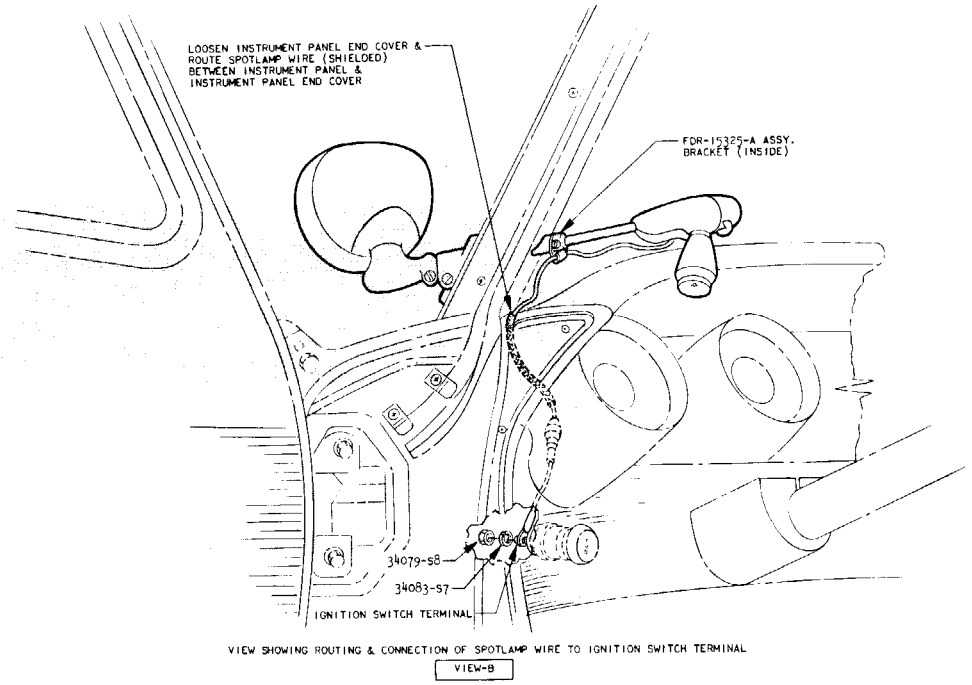 LOOSEN INSTRUMENT PANEL END COVER &
ROUTE SPOTLAMP WIRE (SHIELDED)
BETWEEN INSTRUMENT PANEL &
INSTRUMENT PANEL END COVER
FDR-15325-A ASSY.
BRACKET (INSIDE)
34079-S8
34083-S7
IGNITION SWITCH TERMINAL
VIEW SHOWING ROUTING & CONNECTION OF SPOTLAMP WIRE TO IGNITION SWITCH TERMINAL
VIEW-B